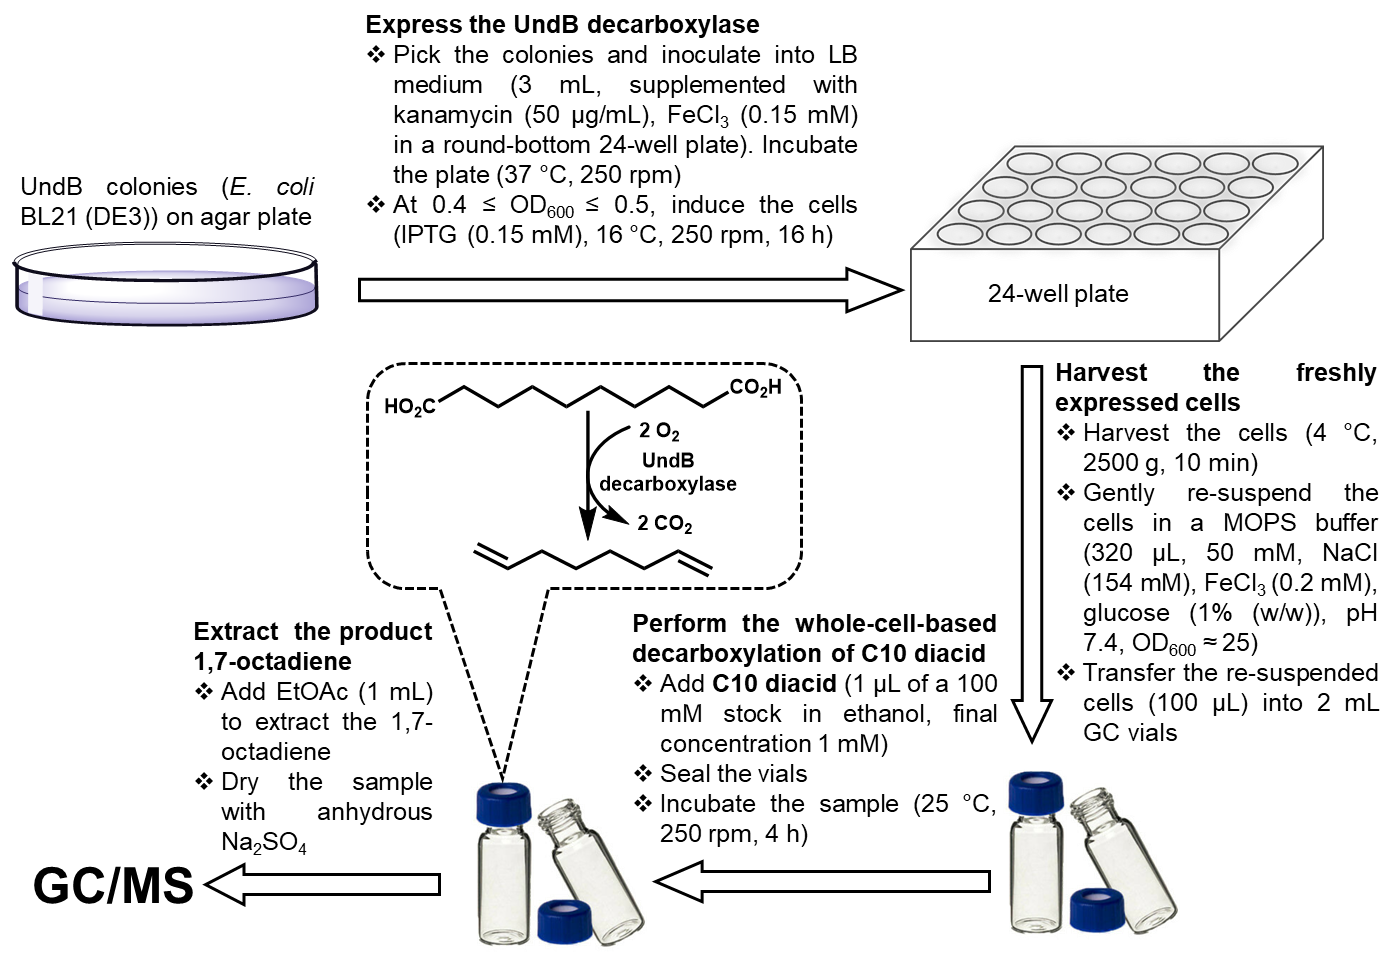 Express the UndB decarboxylase
❖ Pick the colonies and inoculate into LB
medium (3 mL, supplemented with
kanamycin (50 μg/mL), FeCl₃ (0.15 mM)
in a round-bottom 24-well plate). Incubate
the plate (37 °C, 250 rpm)
❖ At 0.4 ≤ OD₆₀₀ ≤ 0.5, induce the cells
(IPTG (0.15 mM), 16 °C, 250 rpm, 16 h)
UndB colonies (E. coli
BL21 (DE3)) on agar plate
24-well plate
Harvest the freshly
expressed cells
❖ Harvest the cells (4 °C,
2500 g, 10 min)
❖ Gently re-suspend the
cells in a MOPS buffer
(320 μL, 50 mM, NaCl
(154 mM), FeCl₃ (0.2 mM),
glucose (1% (w/w)), pH
7.4, OD₆₀₀ ≈ 25)
❖ Transfer the re-suspended
cells (100 μL) into 2 mL
GC vials
HO₂C
CO₂H
2 O₂
UndB
decarboxylase
2 CO₂
Perform the whole-cell-based
decarboxylation of C10 diacid
❖ Add C10 diacid (1 μL of a 100
mM stock in ethanol, final
concentration 1 mM)
❖ Seal the vials
❖ Incubate the sample (25 °C,
250 rpm, 4 h)
Extract the product
1,7-octadiene
❖ Add EtOAc (1 mL)
to extract the 1,7-
octadiene
❖ Dry the sample
with anhydrous
Na₂SO₄
GC/MS